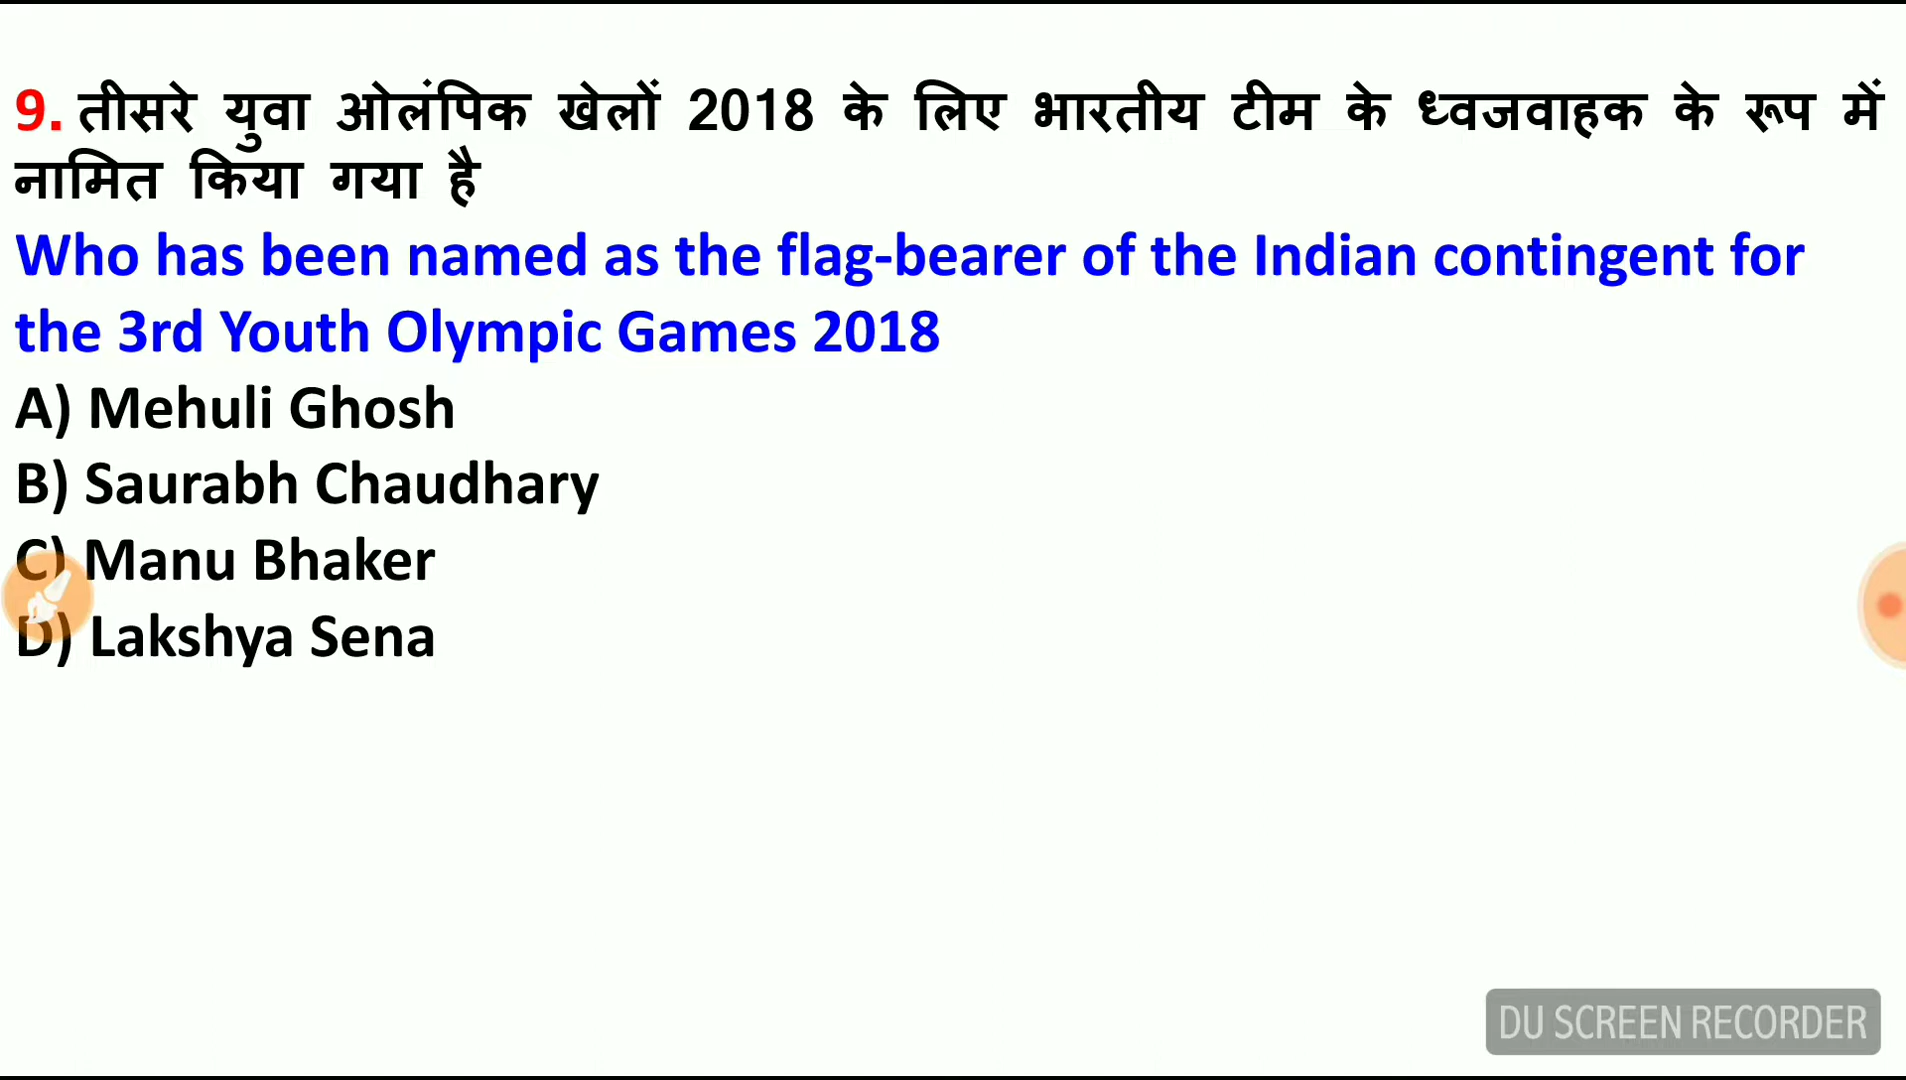 9. तीसरे युवा ओलंपिक खेलों 2018 के लिए भारतीय टीम के ध्वजवाहक के रूप में
नामित किया गया है
Who has been named as the flag-bearer of the Indian contingent for
the 3rd Youth Olympic Games 2018
A) Mehuli Ghosh
B) Saurabh Chaudhary
C) Manu Bhaker
D) Lakshya Sena
DU SCREEN RECORDER